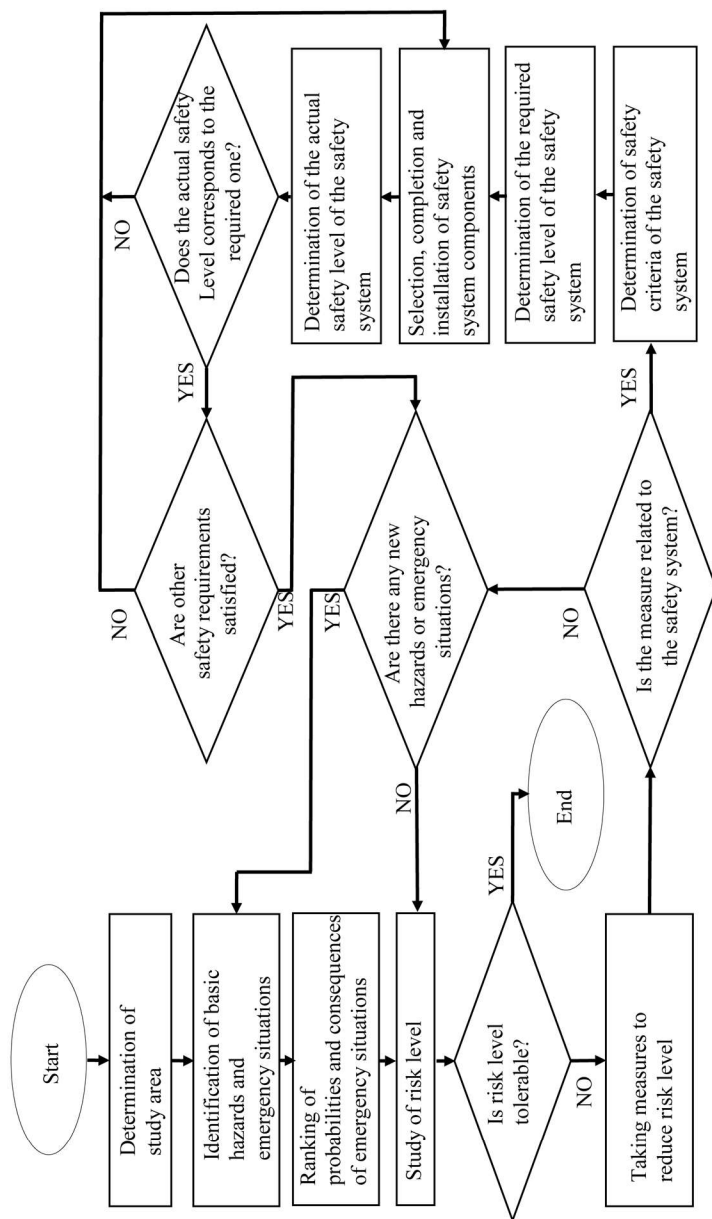 Start
Determination of
study area
Identification of basic
hazards and
emergency situations
Ranking of
probabilities and consequences
of emergency situations
Study of risk level
Is risk level
tolerable?
YES
End
NO
Taking measures to
reduce risk level
Is the measure related to
the safety system?
NO
YES
Are there any new
hazards or emergency
situations?
YES
NO
Are other
safety requirements
satisfied?
NO
YES
Does the actual safety
Level corresponds to the
required one?
NO
YES
Determination of the actual
safety level of the safety
system
Selection, completion and
installation of safety
system components
Determination of the required
safety level of the safety
system
Determination of safety
criteria of the safety
system